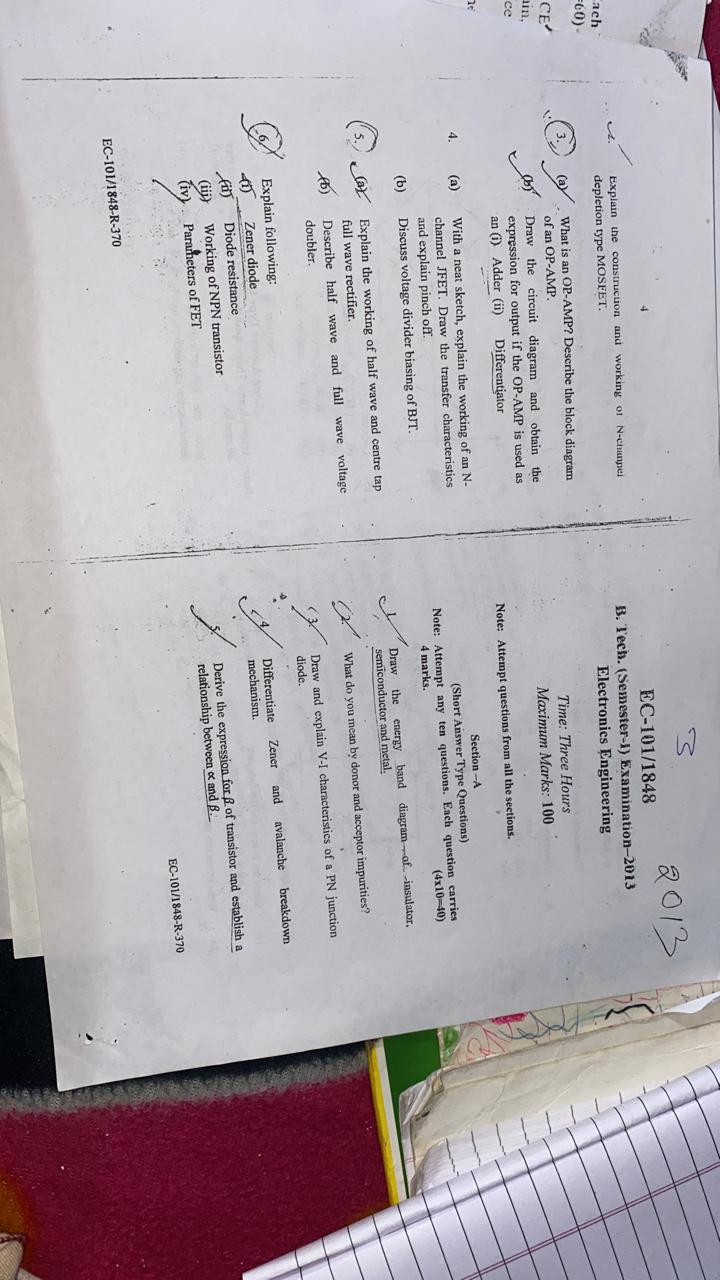 4
2. Explain the construction and working of N-channel
depletion type MOSFET.
3. (a) What is an OP-AMP? Describe the block diagram
of an OP-AMP.
(b) Draw the circuit diagram and obtain the
expression for output if the OP-AMP is used as
an (i) Adder (ii) Differentiator
4. (a) With a neat sketch, explain the working of an N-
channel JFET. Draw the transfer characteristics
and explain pinch off.
(b) Discuss voltage divider biasing of BJT.
5. (a) Explain the working of half wave and centre tap
full wave rectifier.
(b) Describe half wave and full wave voltage
doubler.
6. Explain following:
(i) Zener diode
(ii) Diode resistance
(iii) Working of NPN transistor
(iv) Parameters of FET
EC-101/1848-R-370
3
2013
EC-101/1848
B. Tech. (Semester-I) Examination–2013
Electronics Engineering
Time: Three Hours
Maximum Marks: 100
Note: Attempt questions from all the sections.
Section –A
(Short Answer Type Questions)
Note: Attempt any ten questions. Each question carries
4 marks. (4x10=40)
1. Draw the energy band diagram of insulator,
semiconductor and metal.
2. What do you mean by donor and acceptor impurities?
3. Draw and explain V-I characteristics of a PN junction
diode.
4. Differentiate Zener and avalanche breakdown
mechanism.
5. Derive the expression for β of transistor and establish a
relationship between α and β.
EC-101/1848-R-370